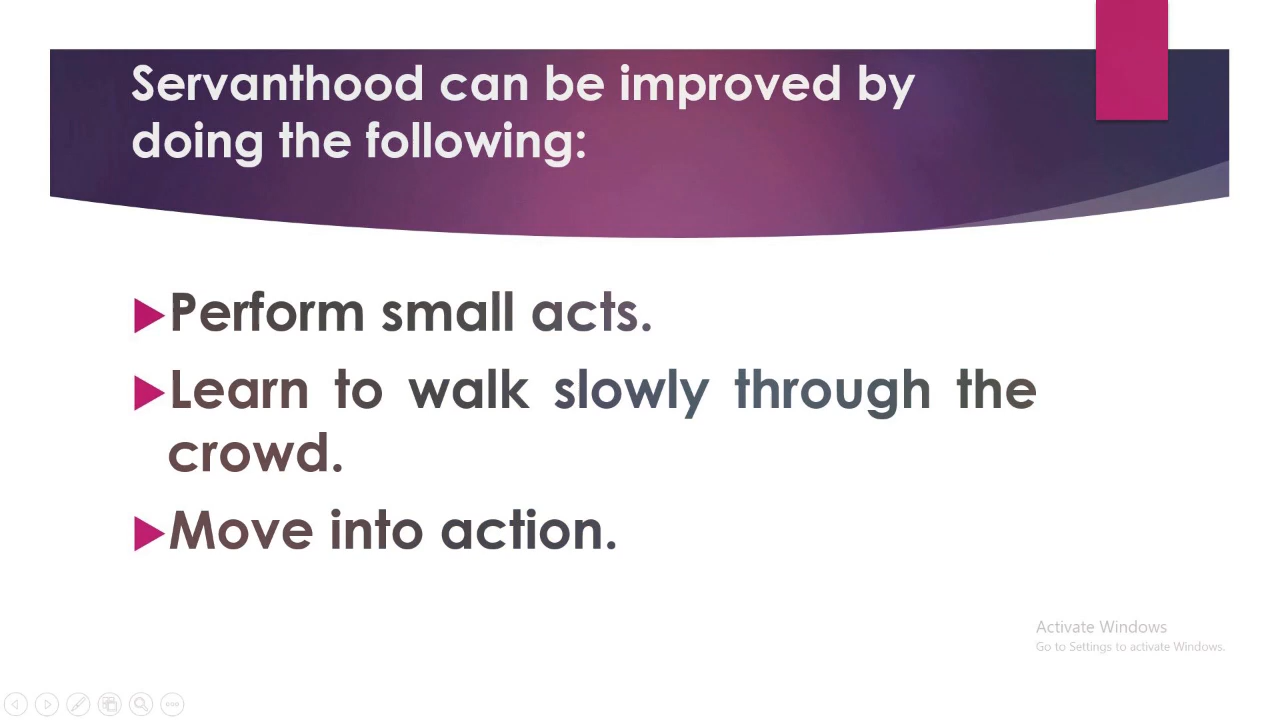 Servanthood can be improved by
doing the following:
Perform small acts.
Learn to walk slowly through the
crowd.
Move into action.
Activate Windows
Go to Settings to activate Windows.